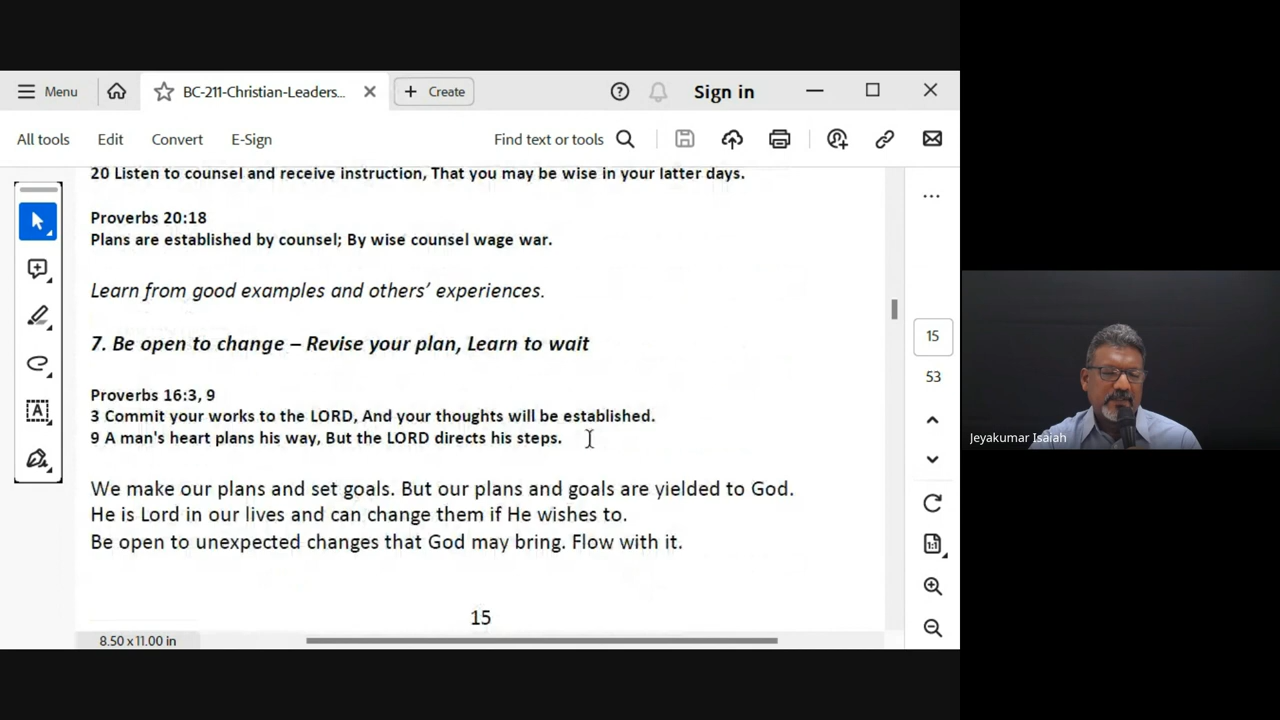 Menu
BC-211-Christian-Leaders...
Create
Sign in
All tools
Edit
Convert
E-Sign
Find text or tools
20 Listen to counsel and receive instruction, That you may be wise in your latter days.
Proverbs 20:18
Plans are established by counsel; By wise counsel wage war.
Learn from good examples and others’ experiences.
7. Be open to change – Revise your plan, Learn to wait
Proverbs 16:3, 9
3 Commit your works to the LORD, And your thoughts will be established.
9 A man's heart plans his way, But the LORD directs his steps.
We make our plans and set goals. But our plans and goals are yielded to God.
He is Lord in our lives and can change them if He wishes to.
Be open to unexpected changes that God may bring. Flow with it.
15
8.50 x 11.00 in
15
53
1:1
Jeyakumar Isaiah